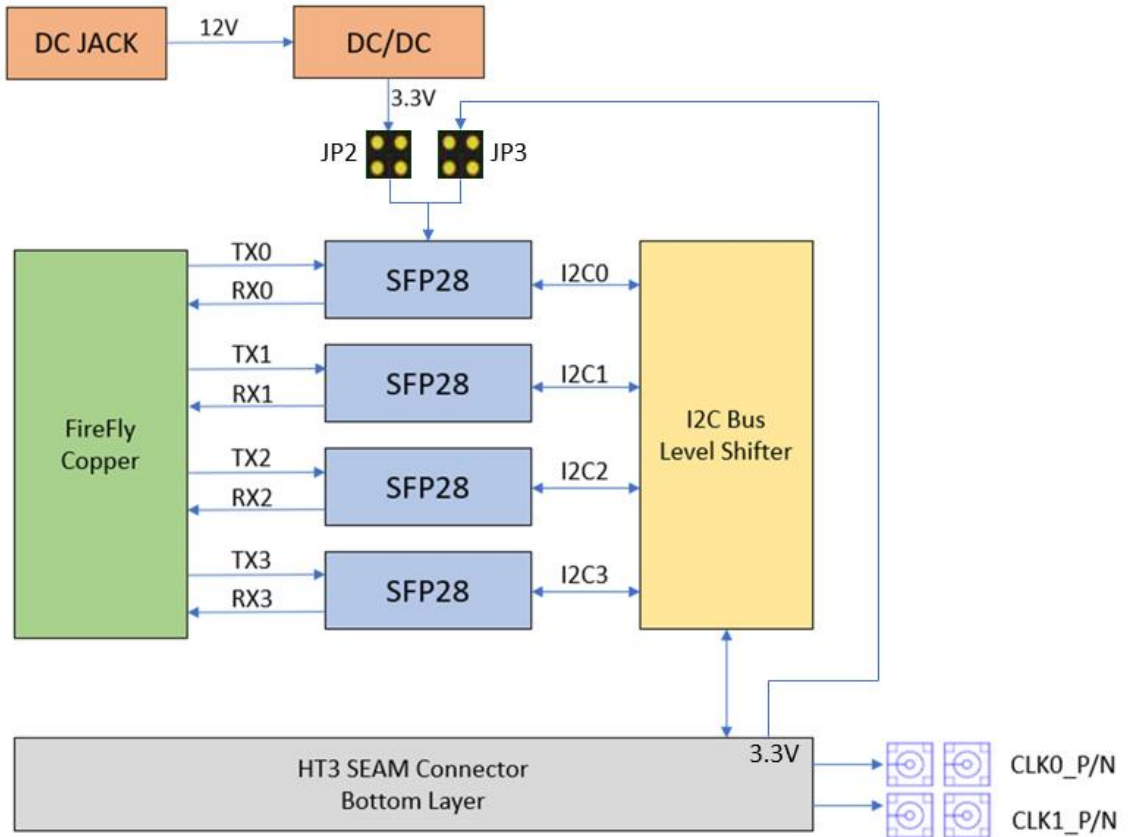 DC JACK
12V
DC/DC
3.3V
JP2
JP3
TX0
RX0
SFP28
I2C0
TX1
RX1
SFP28
I2C1
FireFly
Copper
I2C Bus
Level Shifter
TX2
RX2
SFP28
I2C2
TX3
RX3
SFP28
I2C3
3.3V
HT3 SEAM Connector
Bottom Layer
CLK0_P/N
CLK1_P/N